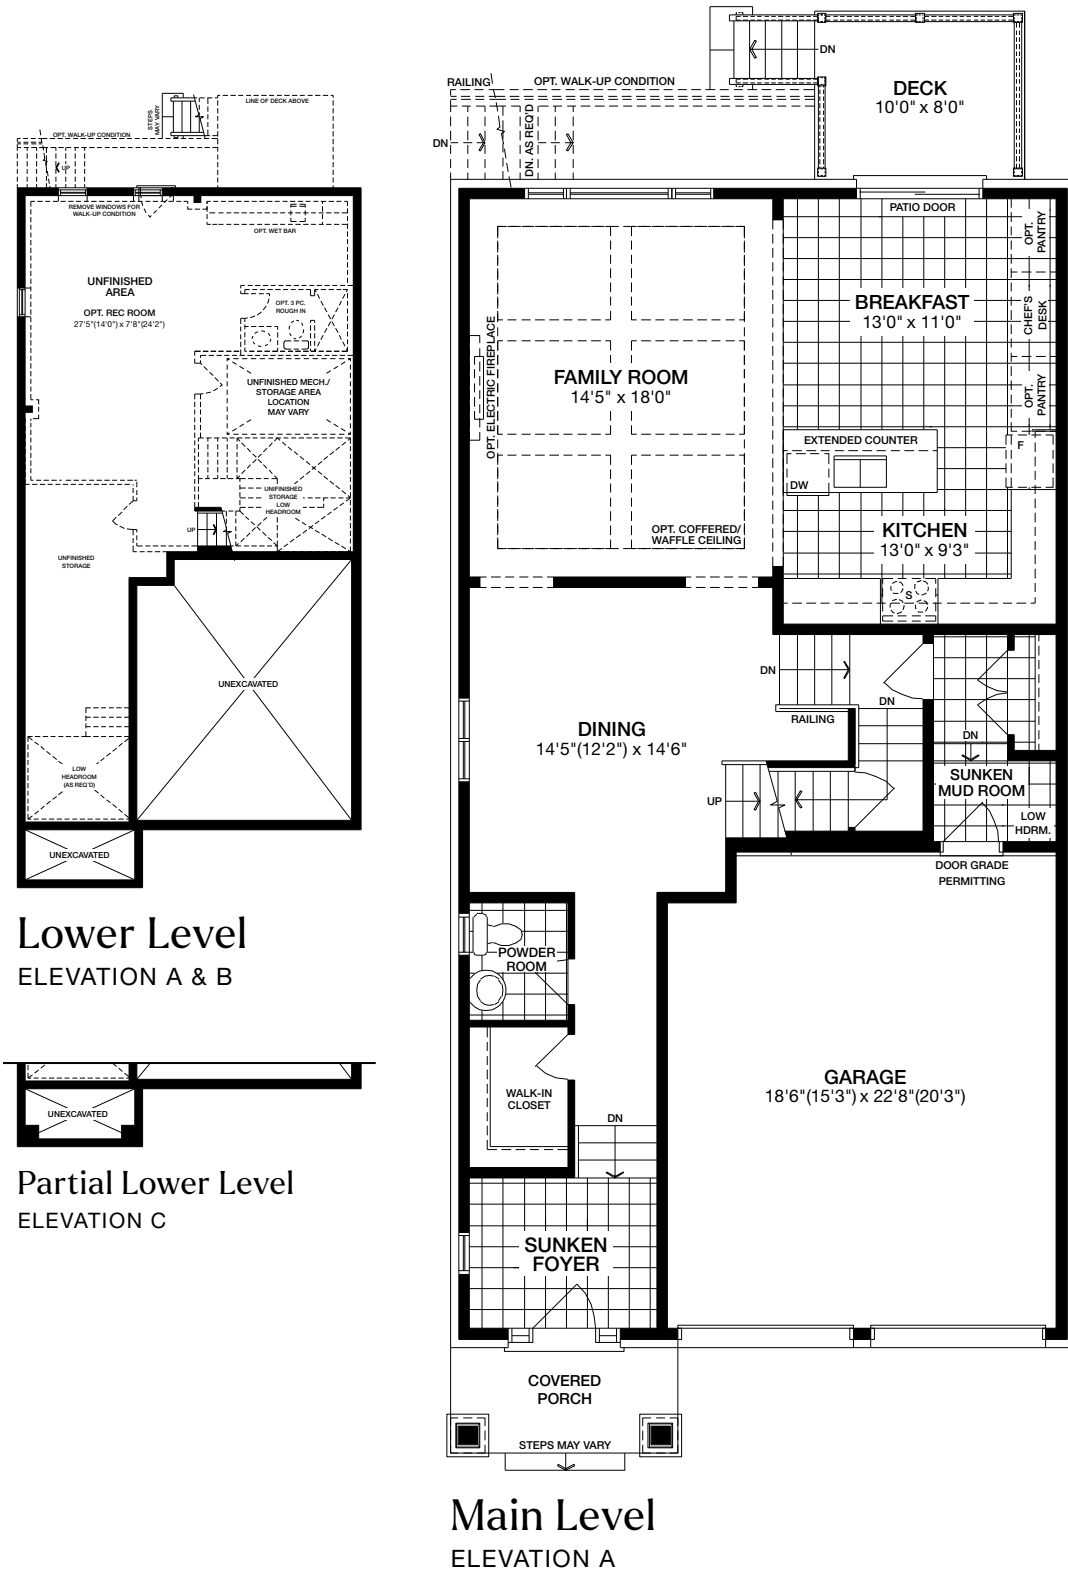 STEPS
MAY VARY
LINE OF DECK ABOVE
OPT. WALK-UP CONDITION
UP
REMOVE WINDOWS FOR
WALK-UP CONDITION
OPT. WET BAR
UNFINISHED
AREA
OPT. REC ROOM
27'5"(14'0") x 7'8"(24'2")
OPT. 3 PC.
ROUGH IN
UNFINISHED MECH./
STORAGE AREA
LOCATION
MAY VARY
UNFINISHED
STORAGE
LOW
HEADROOM
UP
UNFINISHED
STORAGE
UNEXCAVATED
LOW
HEADROOM
(AS REQ'D)
UNEXCAVATED
Lower Level
ELEVATION A & B
UNEXCAVATED
Partial Lower Level
ELEVATION C
DN
DECK
10'0" x 8'0"
RAILING
OPT. WALK-UP CONDITION
DN
DN. AS REQ'D
PATIO DOOR
OPT.
PANTRY
BREAKFAST
13'0" x 11'0"
CHEF'S
DESK
OPT. ELECTRIC FIREPLACE
FAMILY ROOM
14'5" x 18'0"
OPT.
PANTRY
EXTENDED COUNTER
F
DW
OPT. COFFERED/
WAFFLE CEILING
KITCHEN
13'0" x 9'3"
S
DN
DN
RAILING
DINING
14'5"(12'2") x 14'6"
DN
SUNKEN
MUD ROOM
UP
LOW
HDRM.
DOOR GRADE
PERMITTING
POWDER
ROOM
GARAGE
18'6"(15'3") x 22'8"(20'3")
WALK-IN
CLOSET
DN
SUNKEN
FOYER
COVERED
PORCH
STEPS MAY VARY
Main Level
ELEVATION A